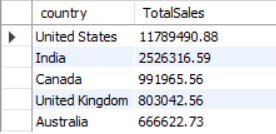 country TotalSales
United States 11789490.88
India 2526316.59
Canada 991965.56
United Kingdom 803042.56
Australia 666622.73